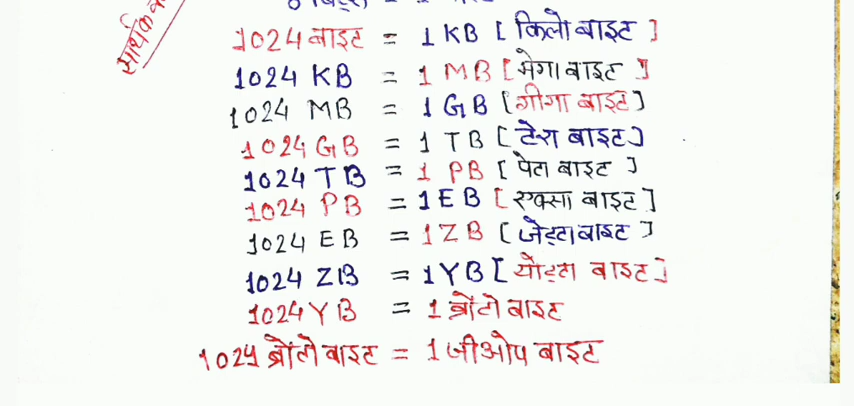 सार्थक
1024 बाइट = 1 KB [किलो बाइट]
1024 KB = 1 MB [मेगा बाइट]
1024 MB = 1 GB [गीगा बाइट]
1024 GB = 1 TB [टेरा बाइट]
1024 TB = 1 PB [पेटा बाइट]
1024 PB = 1 EB [एक्सा बाइट]
1024 EB = 1 ZB [जेट्टा बाइट]
1024 ZB = 1 YB [योट्टा बाइट]
1024 YB = 1 ब्रोंटो बाइट
1024 ब्रोंटो बाइट = 1 जीओप बाइट